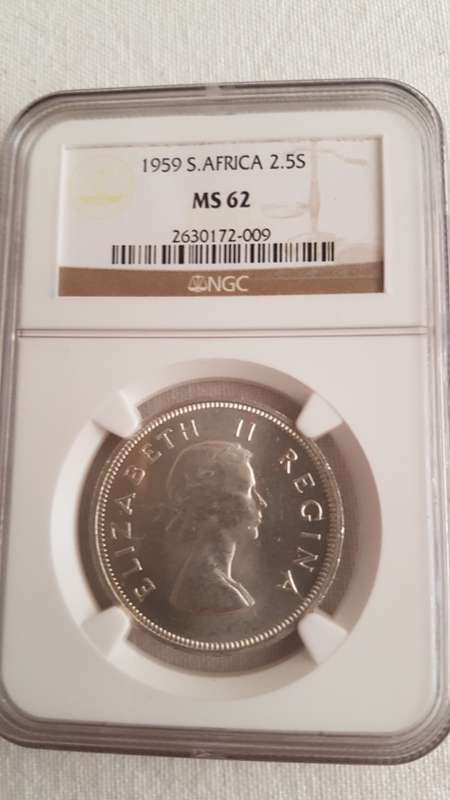 1959 S.AFRICA 2.5S
MS 62
2630172-009
NGC
ELIZABETH II REGINA